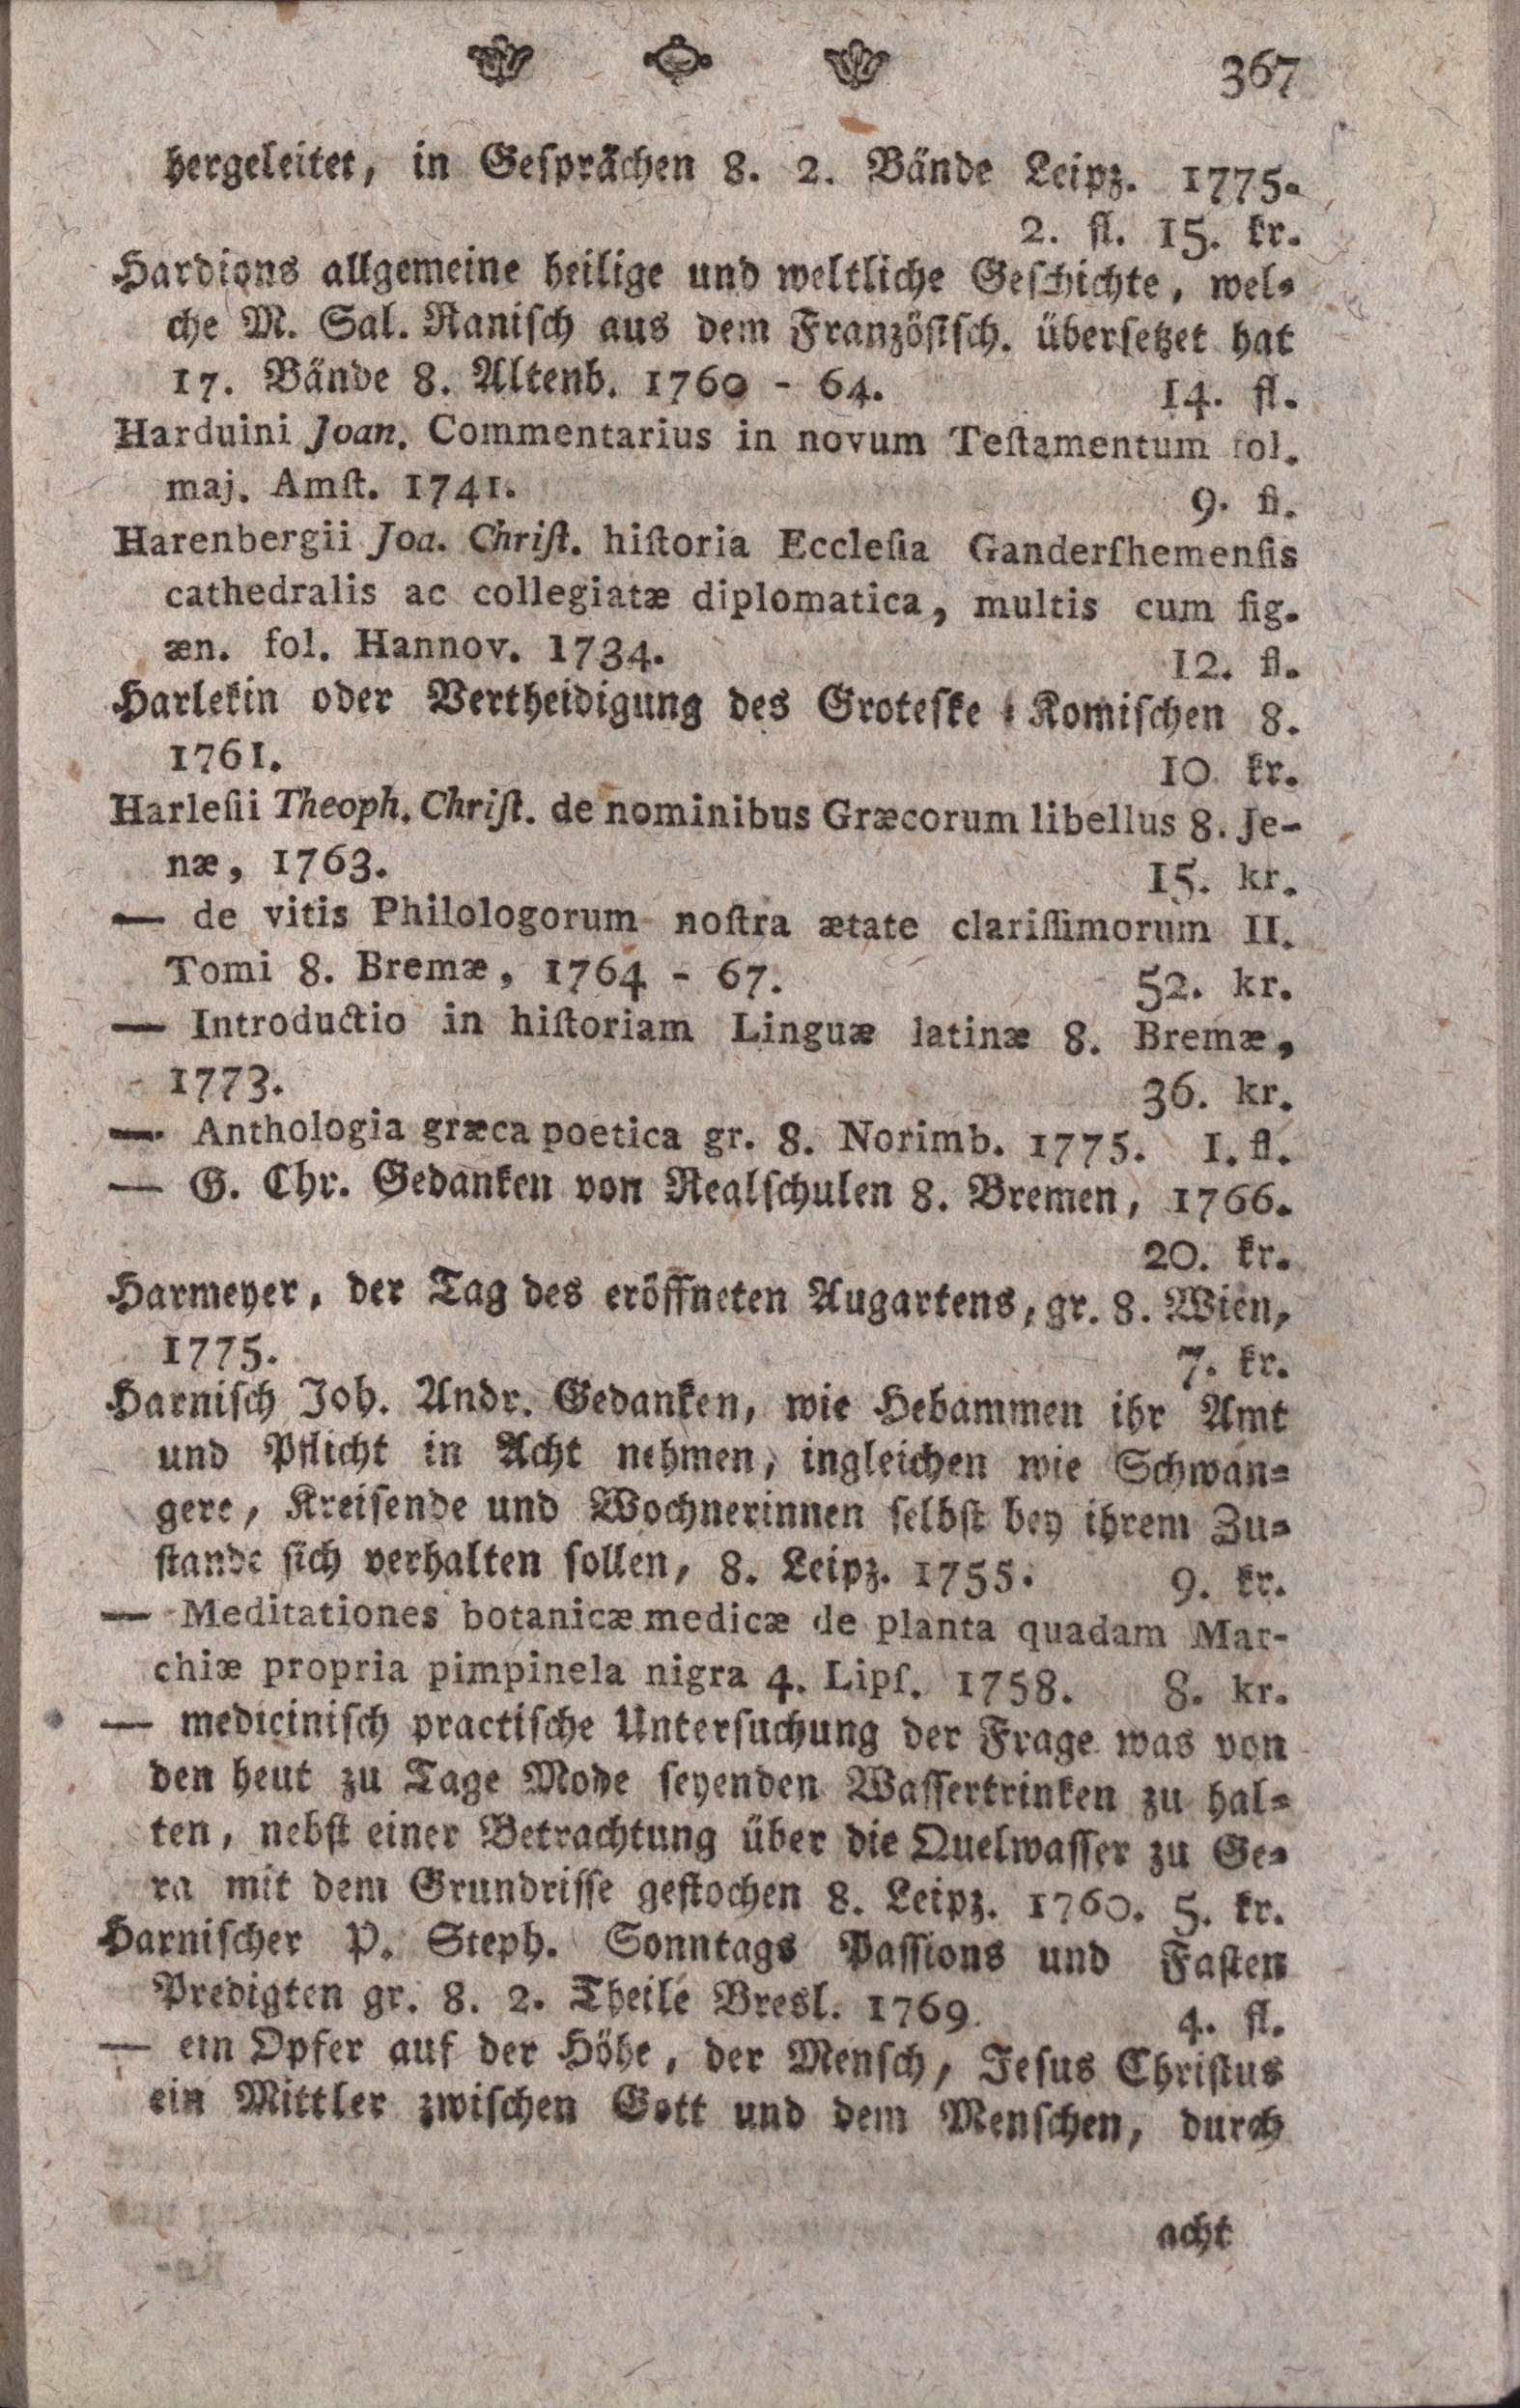 367
hergeleitet, in Gesprächen 8. 2. Bände Leipz. 1775.
2. fl. 15. kr.
Hardions allgemeine heilige und weltliche Geschichte, wel-
che M. Sal. Ranisch aus dem Französisch. übersetzet hat
17. Bände 8. Altenb. 1760 - 64. 14. fl.
Harduini Joan. Commentarius in novum Teſtamentum fol.
maj. Amſt. 1741. 9. fl.
Harenbergii Joa. Chriſt. hiſtoria Eccleſia Ganderſhemenſis
cathedralis ac collegiatæ diplomatica, multis cum fig.
æn. fol. Hannov. 1734. 12. fl.
Harlekin oder Vertheidigung des Groteske-Komischen 8.
1761. 10 kr.
Harleſii Theoph. Chriſt. de nominibus Græcorum libellus 8. Je-
næ, 1763. 15. kr.
— de vitis Philologorum noſtra ætate clariſſimorum II.
Tomi 8. Bremæ, 1764 - 67. 52. kr.
— Introductio in hiſtoriam Linguæ latinæ 8. Bremæ,
1773. 36. kr.
— Anthologia græca poetica gr. 8. Norimb. 1775. 1. fl.
— G. Chr. Gedanken von Realschulen 8. Bremen, 1766.
20. kr.
Harmeyer, der Tag des eröffneten Augartens, gr. 8. Wien,
1775. 7. kr.
Harnisch Joh. Andr. Gedanken, wie Hebammen ihr Amt
und Pflicht in Acht nehmen, ingleichen wie Schwan-
gere, Kreisende und Wochnerinnen selbst bey ihrem Zu-
stande sich verhalten sollen, 8. Leipz. 1755. 9. kr.
— Meditationes botanicæ medicæ de planta quadam Mar-
chiæ propria pimpinela nigra 4. Lipſ. 1758. 8. kr.
— medicinisch practische Untersuchung der Frage was von
den heut zu Tage Mode seyenden Wassertrinken zu hal-
ten, nebst einer Betrachtung über die Quelwasser zu Ge-
ra mit dem Grundrisse gestochen 8. Leipz. 1760. 5. kr.
Harnischer P. Steph. Sonntags Passions und Fasten
Predigten gr. 8. 2. Theile Bresl. 1769. 4. fl.
— ein Opfer auf der Höhe, der Mensch, Jesus Christus
ein Mittler zwischen Gott und dem Menschen, durch
acht